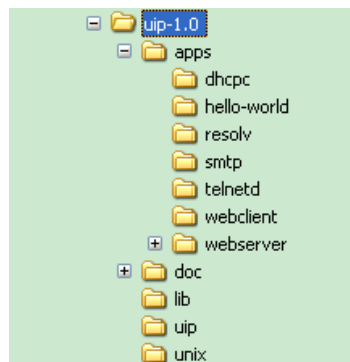 uip-1.0
apps
dhcpc
hello-world
resolv
smtp
telnetd
webclient
webserver
doc
lib
uip
unix